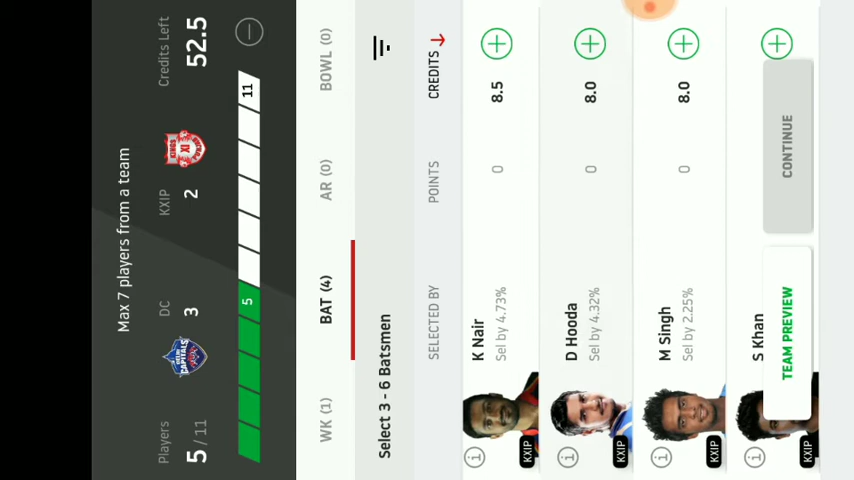 Max 7 players from a team
Players
DC
KXIP
Credits Left
5 / 11
3
2
52.5
5
11
WK (1)
BAT (4)
AR (0)
BOWL (0)
Select 3 - 6 Batsmen
SELECTED BY
POINTS
CREDITS
K Nair
Sel by 4.73%
0
8.5
KXIP
D Hooda
Sel by 4.32%
0
8.0
KXIP
M Singh
Sel by 2.25%
0
8.0
KXIP
S Khan
KXIP
TEAM PREVIEW
CONTINUE